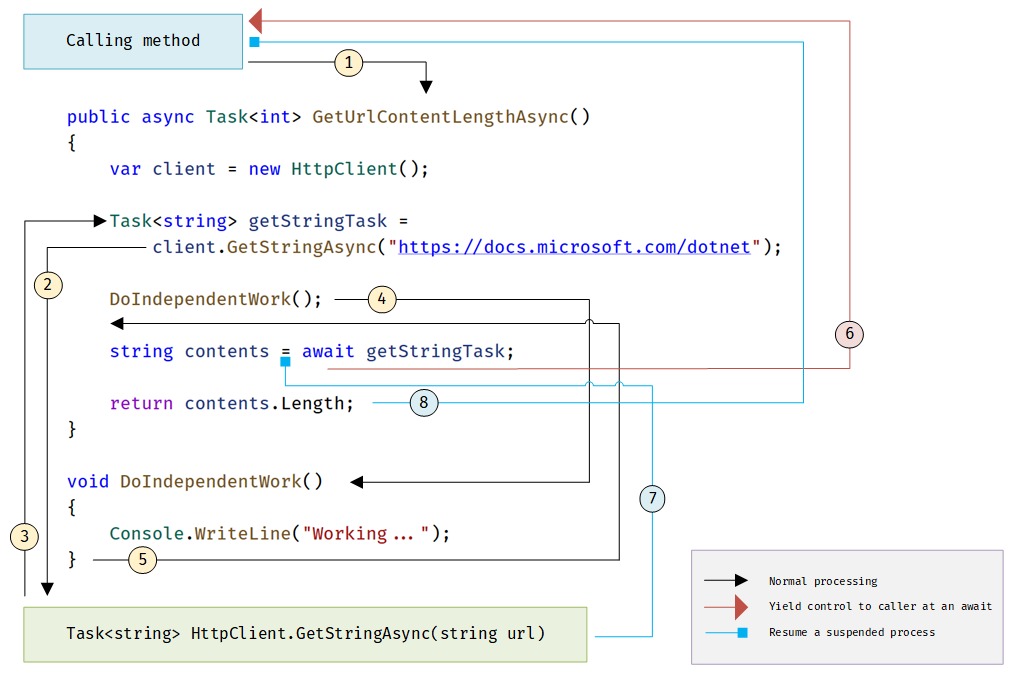 Calling method
1
public async Task<int> GetUrlContentLengthAsync()
{
var client = new HttpClient();
Task<string> getStringTask =
client.GetStringAsync("https://docs.microsoft.com/dotnet");
2
DoIndependentWork();
4
6
string contents = await getStringTask;
return contents.Length;
8
}
void DoIndependentWork()
7
{
Console.WriteLine("Working...");
3
}
5
Task<string> HttpClient.GetStringAsync(string url)
Normal processing
Yield control to caller at an await
Resume a suspended process